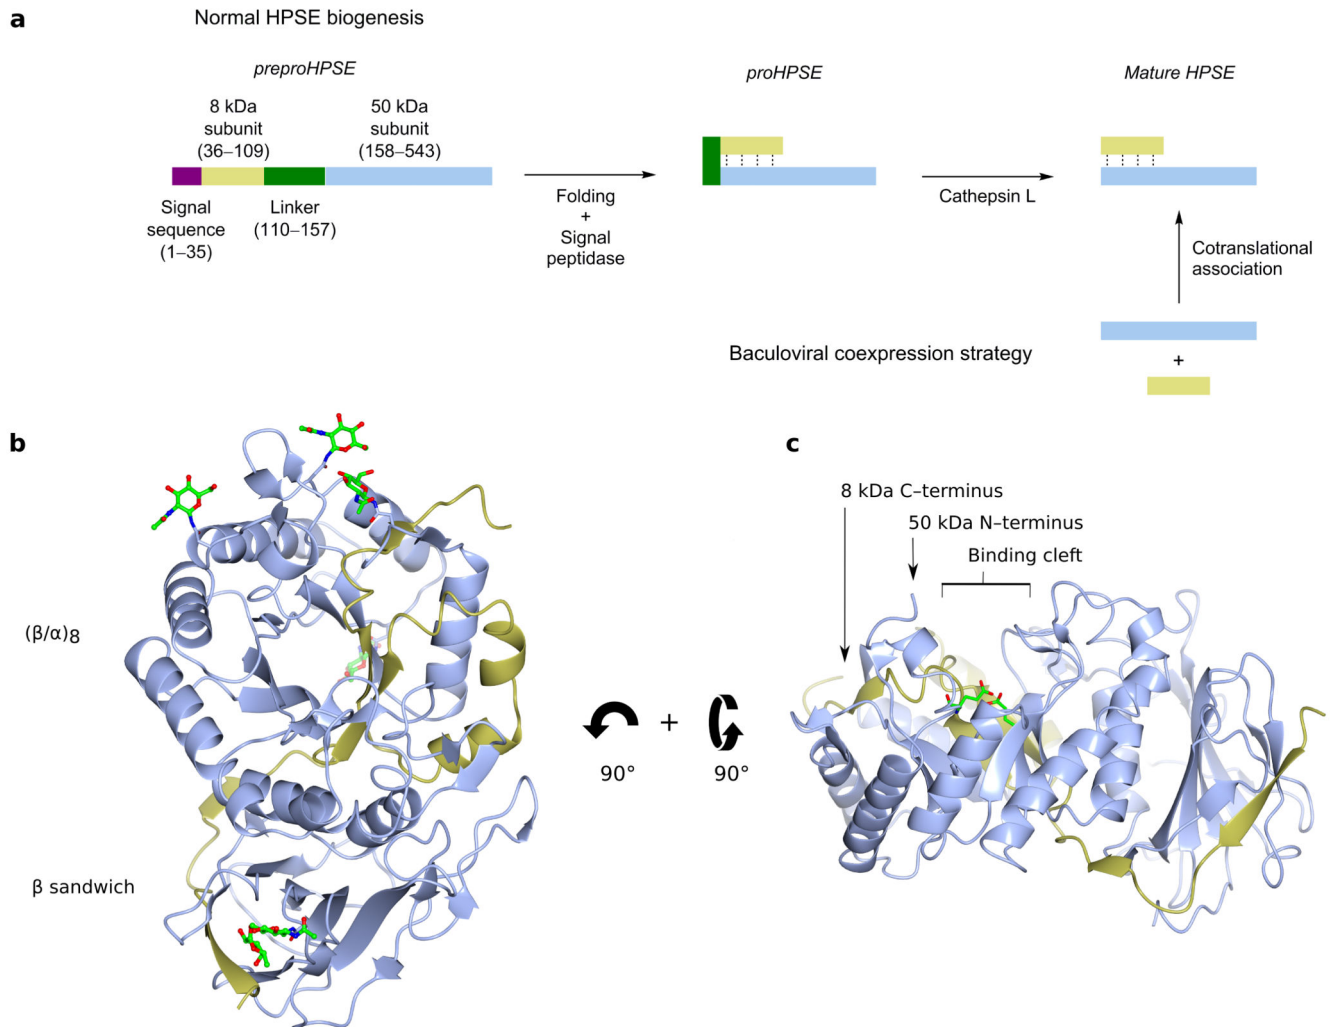 a
Normal HPSE biogenesis
preproHPSE
proHPSE
Mature HPSE
8 kDa
subunit
(36–109)
50 kDa
subunit
(158–543)
Signal
sequence
(1–35)
Linker
(110–157)
Folding
+
Signal
peptidase
Cathepsin L
Cotranslational
association
Baculoviral coexpression strategy
+
b
(β/α)8
β sandwich
90°
+
90°
c
8 kDa C–terminus
50 kDa N–terminus
Binding cleft